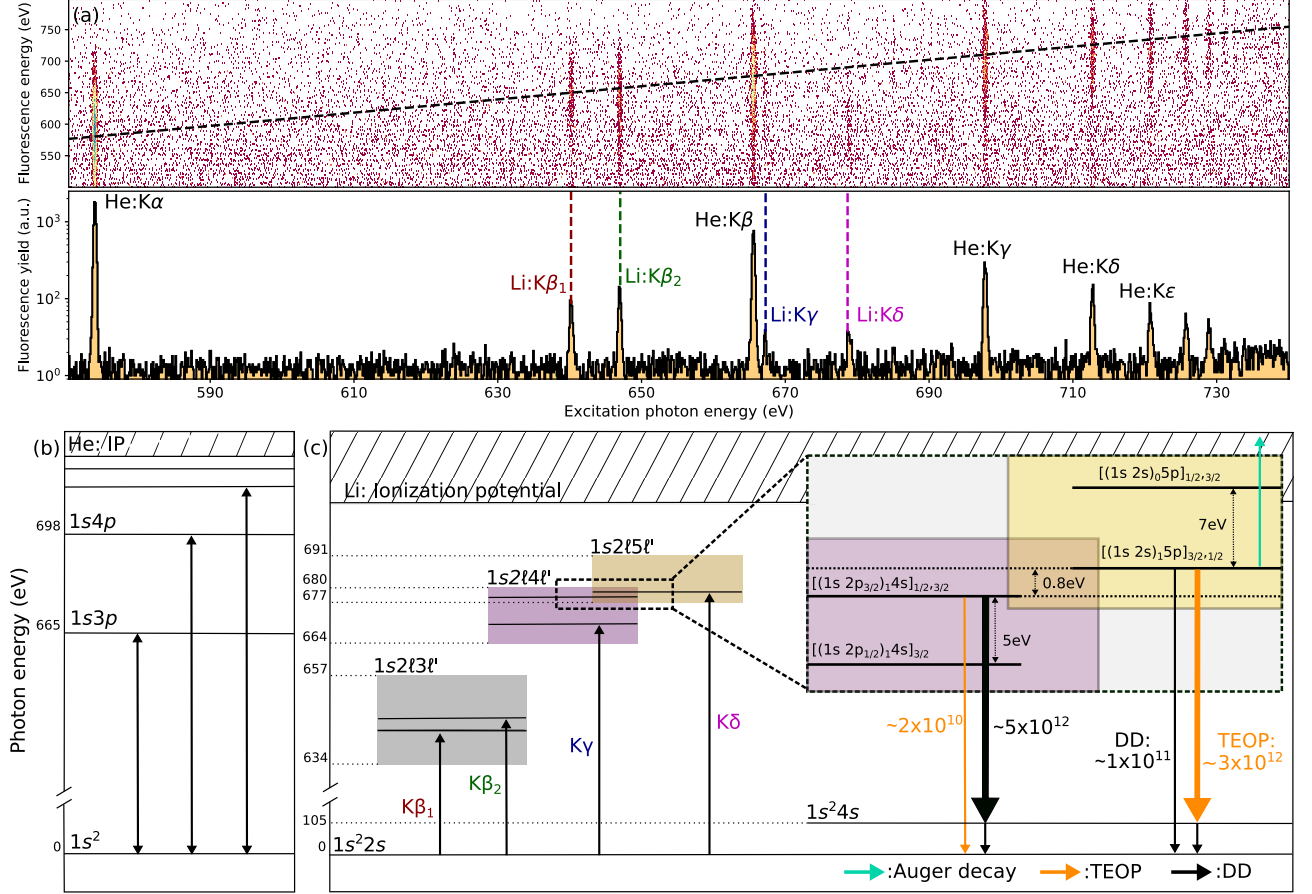 (a)
Fluorescence energy (eV)
750
700
650
600
550
Fluorescence yield (a.u.)
10³
10²
10⁰
He:Kα
Li:Kβ₁
Li:Kβ₂
He:Kβ
Li:Kγ
Li:Kδ
He:Kγ
He:Kδ
He:Kε
590
610
630
650
670
690
710
730
Excitation photon energy (eV)
(b)
He: IP
Photon energy (eV)
698
1s4p
665
1s3p
0
1s²
(c)
Li: Ionization potential
691
680
677
664
657
634
105
0
1s2ℓ5ℓ'
1s2ℓ4ℓ'
1s2ℓ3ℓ'
Kβ₁
Kβ₂
Kγ
Kδ
1s²2s
[(1s 2s)₀5p]₁/₂,₃/₂
7eV
[(1s 2s)₁5p]₃/₂,₁/₂
0.8eV
[(1s 2p₃/₂)₁4s]₁/₂,₃/₂
5eV
[(1s 2p₁/₂)₁4s]₃/₂
~2x10¹⁰
~5x10¹²
DD:
~1x10¹¹
TEOP:
~3x10¹²
1s²4s
:Auger decay
:TEOP
:DD